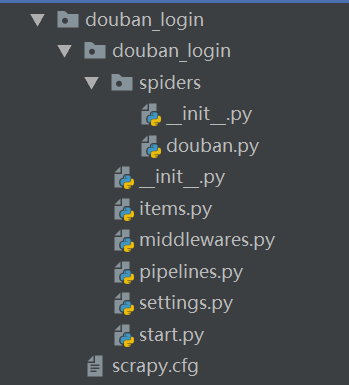 douban_login
douban_login
spiders
__init__.py
douban.py
__init__.py
items.py
middlewares.py
pipelines.py
settings.py
start.py
scrapy.cfg